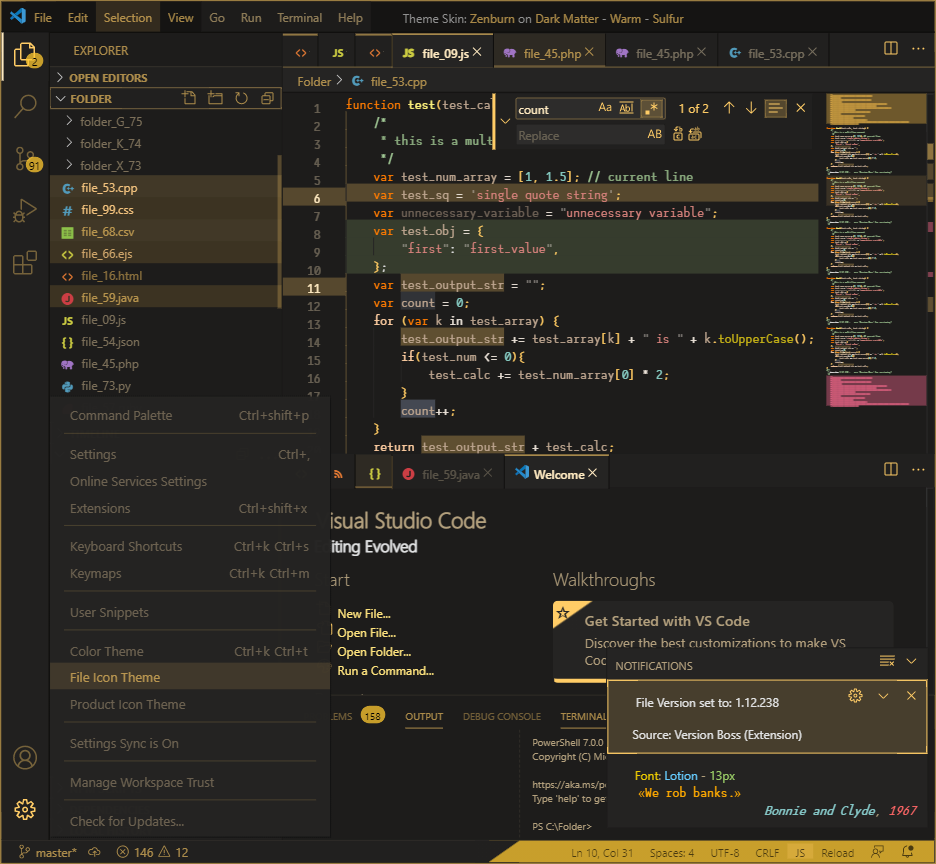 File Edit Selection View Go Run Terminal Help Theme Skin: Zenburn on Dark Matter - Warm - Sulfur
EXPLORER
2
OPEN EDITORS
FOLDER
folder_G_75
folder_K_74
folder_X_73
91
file_53.cpp
file_99.css
file_68.csv
file_66.ejs
file_16.html
file_59.java
file_09.js
file_54.json
file_45.php
file_73.py
JS JS file_09.js file_45.php file_45.php file_53.cpp
Folder > file_53.cpp
count Aa Ab .* 1 of 2
Replace AB
1 function test(test_ca
2 /*
3 * this is a mult
4 */
5 var test_num_array = [1, 1.5]; // current line
6 var test_sq = 'single quote string';
7 var unnecessary_variable = "unnecessary variable";
8 var test_obj = {
9 "first": "first_value",
10 };
11 var test_output_str = "";
12 var count = 0;
13 for (var k in test_array) {
14 test_output_str += test_array[k] + " is " + k.toUpperCase();
15 if(test_num <= 0){
16 test_calc += test_num_array[0] * 2;
17 }
count++;
}
return test_output_str + test_calc;
Command Palette Ctrl+shift+p
Settings Ctrl+,
Online Services Settings
Extensions Ctrl+shift+x
Keyboard Shortcuts Ctrl+k Ctrl+s
Keymaps Ctrl+k Ctrl+m
User Snippets
Color Theme Ctrl+k Ctrl+t
File Icon Theme
Product Icon Theme
Settings Sync is On
Manage Workspace Trust
Check for Updates...
{} file_59.java Welcome
isual Studio Code
iting Evolved
art
New File...
Open File...
Open Folder...
Run a Command...
Walkthroughs
Get Started with VS Code
Discover the best customizations to make VS
Coc
NOTIFICATIONS
File Version set to: 1.12.238
Source: Version Boss (Extension)
Font: Lotion - 13px
«We rob banks.»
Bonnie and Clyde, 1967
LEMS 158 OUTPUT DEBUG CONSOLE TERMINAL
PowerShell 7.0.0
Copyright (C) Mic
https://aka.ms/po
Type 'help' to get
PS C:\Folder>
master* 146 12 Ln 10, Col 31 Spaces: 4 UTF-8 CRLF JS Reload